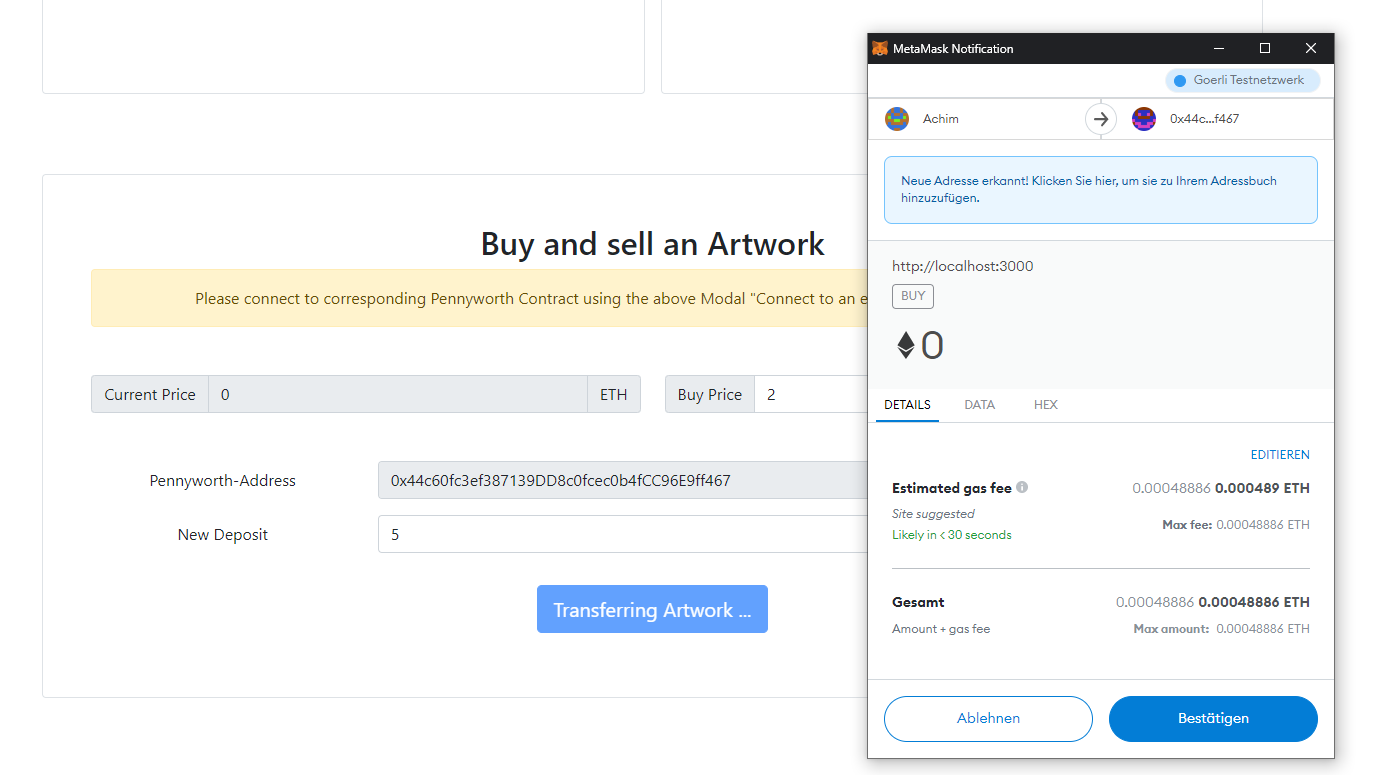 Buy and sell an Artwork
Please connect to corresponding Pennyworth Contract using the above Modal "Connect to an e
Current Price 0 ETH Buy Price 2
Pennyworth-Address 0x44c60fc3ef387139DD8c0fcec0b4fCC96E9ff467
New Deposit 5
Transferring Artwork ...
MetaMask Notification
Goerli Testnetzwerk
Achim 0x44c...f467
Neue Adresse erkannt! Klicken Sie hier, um sie zu Ihrem Adressbuch
hinzuzufügen.
http://localhost:3000
BUY
0
DETAILS DATA HEX
EDITIEREN
Estimated gas fee 0.00048886 0.000489 ETH
Site suggested
Max fee: 0.00048886 ETH
Likely in < 30 seconds
Gesamt 0.00048886 0.00048886 ETH
Amount + gas fee Max amount: 0.00048886 ETH
Ablehnen Bestätigen